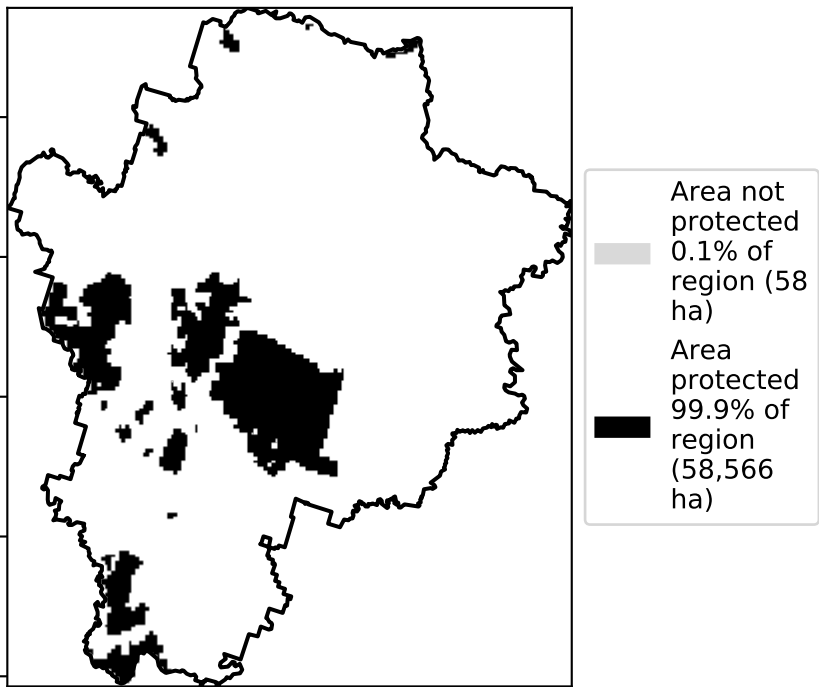 Area not
protected
0.1% of
region (58
ha)
Area
protected
99.9% of
region
(58,566
ha)